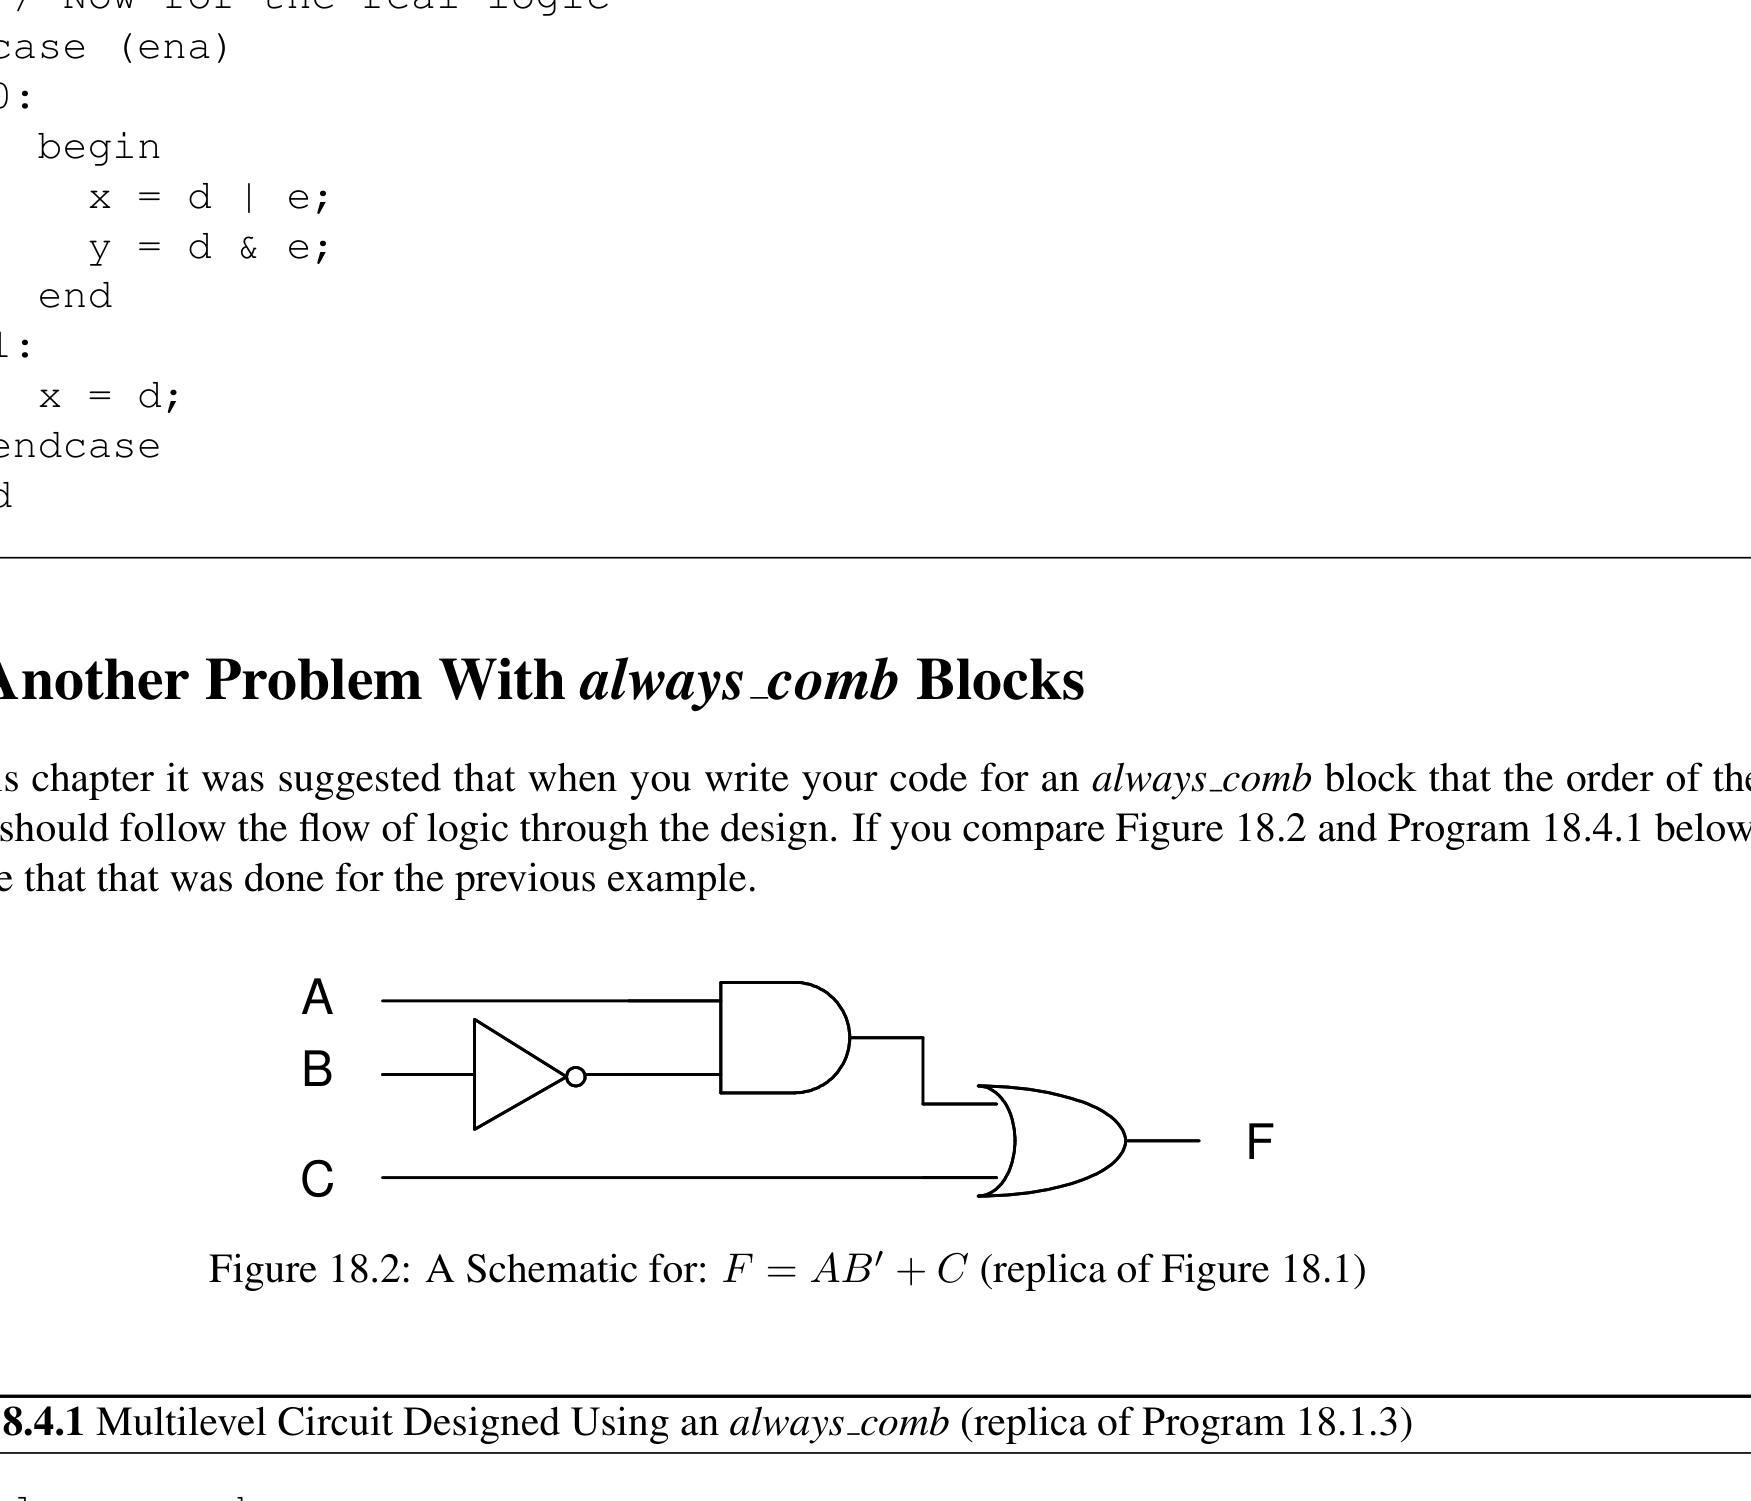 / Now for the real logic
case (ena)
0:
begin
x = d | e;
y = d & e;
end
1:
x = d;
endcase
d
Another Problem With always_comb Blocks
s chapter it was suggested that when you write your code for an always_comb block that the order of the
should follow the flow of logic through the design. If you compare Figure 18.2 and Program 18.4.1 below
e that that was done for the previous example.
A
B
C
F
Figure 18.2: A Schematic for: F = AB′ + C (replica of Figure 18.1)
8.4.1 Multilevel Circuit Designed Using an always_comb (replica of Program 18.1.3)